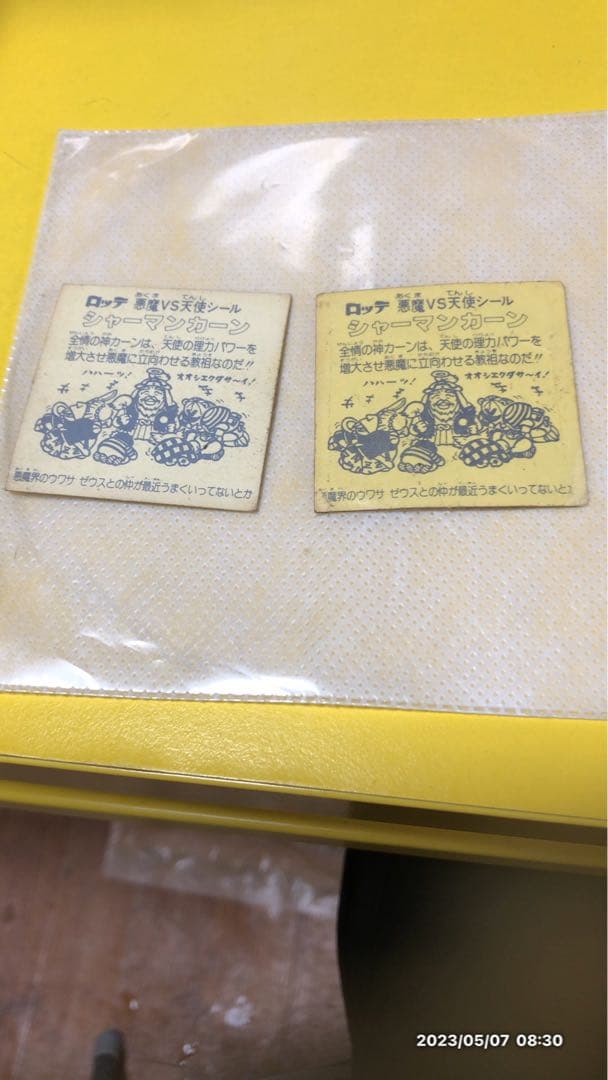 ロッテ 悪魔VS天使シール
シャーマンカーン
全情の神カーンは、天使の理力パワーを
増大させ悪魔に立向わせる教祖なのだ!!
ハハーッ! オオシエクダサーイ!
悪魔界のウワサ ゼウスとの仲が最近うまくいってないとか
ロッテ 悪魔VS天使シール
シャーマンカーン
全情の神カーンは、天使の理力パワーを
増大させ悪魔に立向わせる教祖なのだ!!
ハハーッ! オオシエクダサーイ!
魔界のウワサ ゼウスとの仲が最近うまくいってないと
2023/05/07 08:30